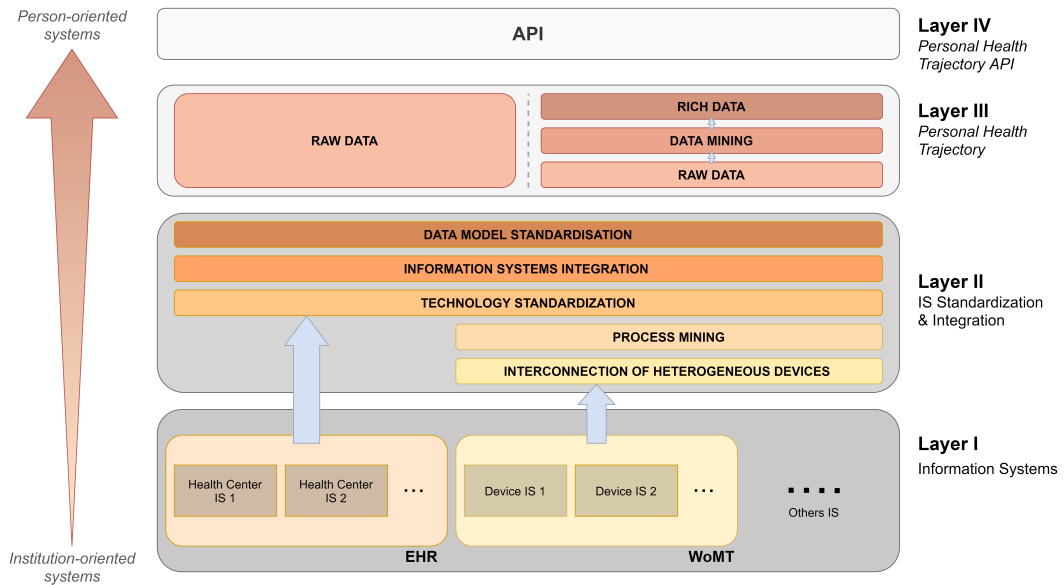 Person-oriented
systems
API
Layer IV
Personal Health
Trajectory API
RAW DATA
RICH DATA
DATA MINING
RAW DATA
Layer III
Personal Health
Trajectory
DATA MODEL STANDARDISATION
INFORMATION SYSTEMS INTEGRATION
TECHNOLOGY STANDARDIZATION
PROCESS MINING
INTERCONNECTION OF HETEROGENEOUS DEVICES
Layer II
IS Standardization
& Integration
Health Center
IS 1
Health Center
IS 2
...
EHR
Device IS 1
Device IS 2
...
WoMT
....
Others IS
Layer I
Information Systems
Institution-oriented
systems